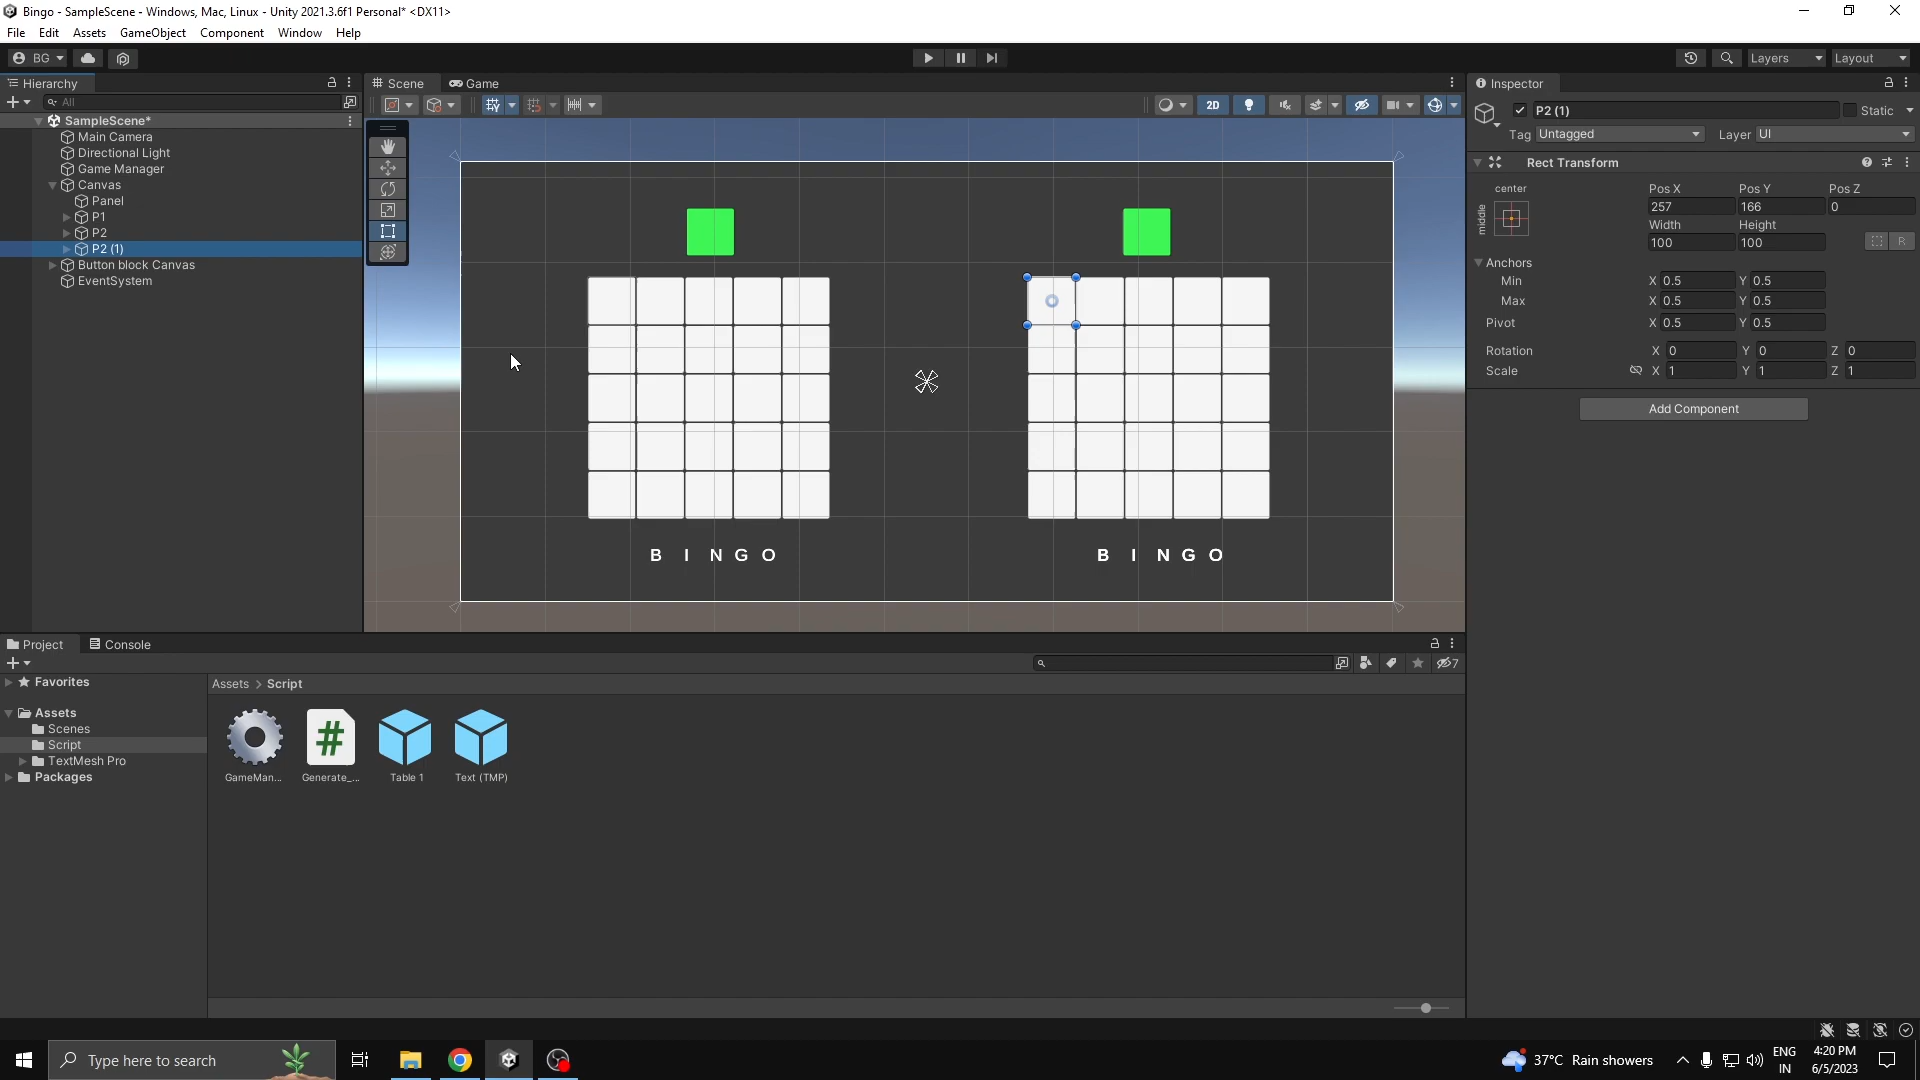 Bingo - SampleScene - Windows, Mac, Linux - Unity 2021.3.6f1 Personal* <DX11>
File Edit Assets GameObject Component Window Help
BG Layers Layout
Hierarchy
All
SampleScene*
Main Camera
Directional Light
Game Manager
Canvas
Panel
P1
P2
P2 (1)
Button block Canvas
EventSystem
Scene Game
2D
B I N G O B I N G O
Inspector
P2 (1) Static
Tag Untagged Layer UI
Rect Transform
center
middle
Pos X Pos Y Pos Z
257 166 0
Width Height
100 100
R
Anchors
Min X 0.5 Y 0.5
Max X 0.5 Y 0.5
Pivot X 0.5 Y 0.5
Rotation X 0 Y 0 Z 0
Scale X 1 Y 1 Z 1
Add Component
Project Console
7
Favorites
Assets
Scenes
Script
TextMesh Pro
Packages
Assets > Script
GameMan... Generate_... Table 1 Text (TMP)
Type here to search
37°C Rain showers
ENG
IN
4:20 PM
6/5/2023